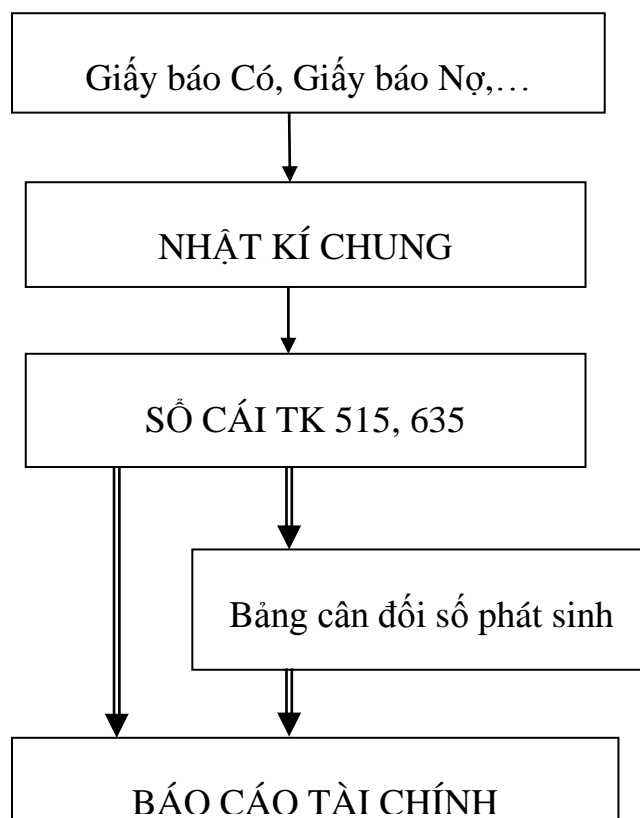 Giấy báo Có, Giấy báo Nợ,…
NHẬT KÍ CHUNG
SỔ CÁI TK 515, 635
Bảng cân đối số phát sinh
BÁO CÁO TÀI CHÍNH